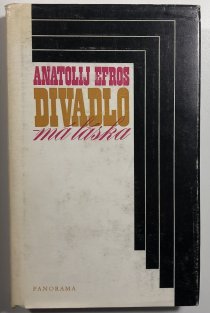 ANATOLIJ EFROS
DIVADLO
má láska
PANORAMA